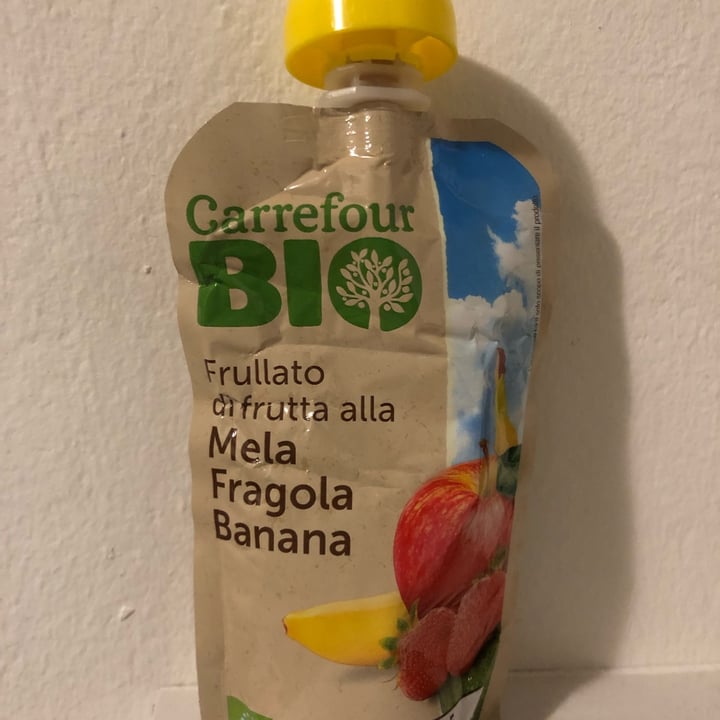 Carrefour
BIO
Frullato
di frutta alla
Mela
Fragola
Banana